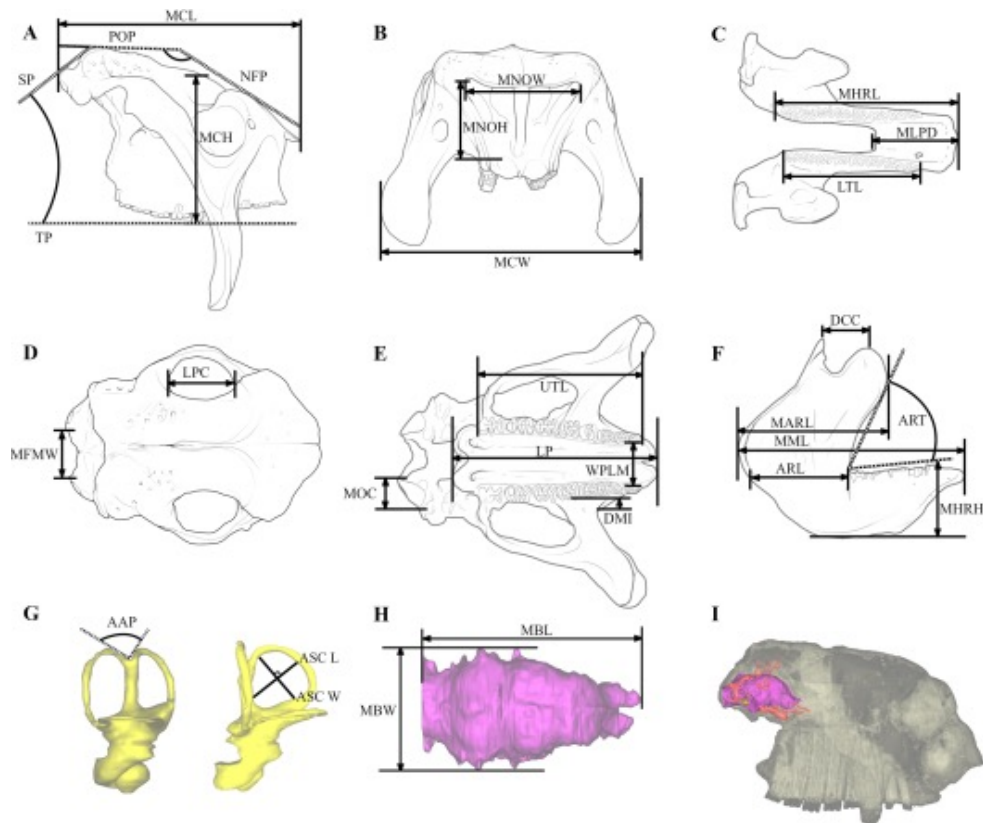 A
MCL
POP
SP
NFP
MCH
TP
B
MNOW
MNOH
MCW
C
MHRL
MLPD
LTL
D
LPC
MFMW
E
UTL
LP
WPLM
MOC
DMI
F
DCC
MARL
ART
MML
ARL
MHRH
G
AAP
ASC L
ASC W
H
MBL
MBW
I